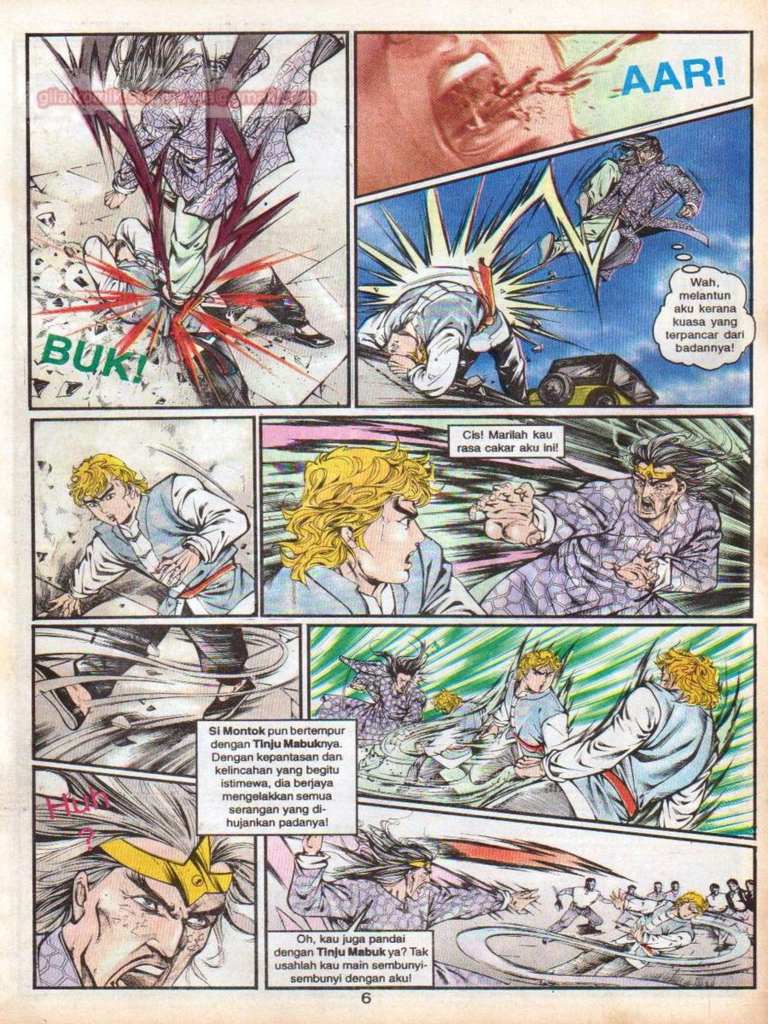 BUK!
AAR!
Wah,
melantun
aku kerana
kuasa yang
terpancar dari
badannya!
Cis! Marilah kau
rasa cakar aku ini!
Si Montok pun bertempur
dengan Tinju Mabuknya.
Dengan kepantasan dan
kelincahan yang begitu
istimewa, dia berjaya
mengelakkan semua
serangan yang di-
hujankan padanya!
Huh
?
Oh, kau juga pandai
dengan Tinju Mabuk ya? Tak
usahlah kau main sembunyi-
sembunyi dengan aku!
6